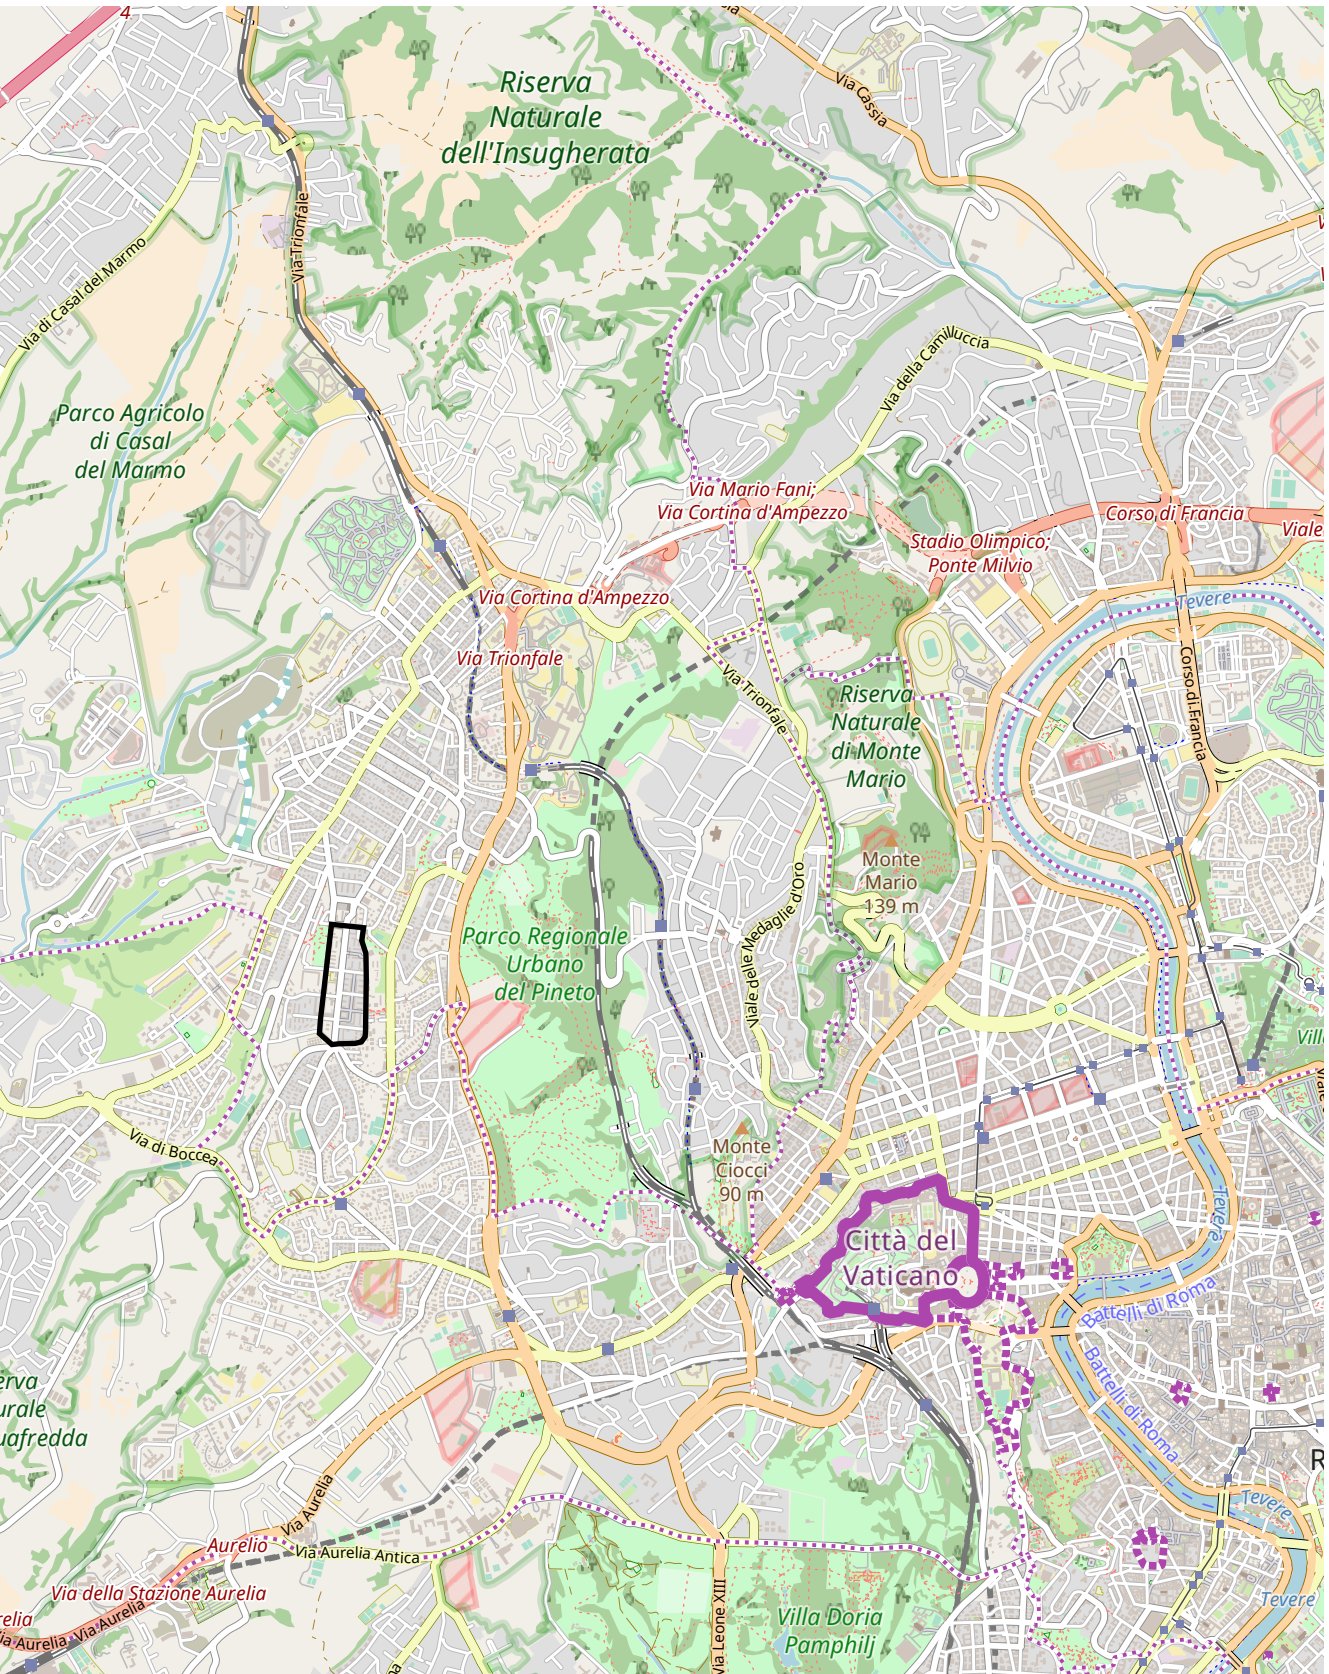 4
Riserva
Naturale
dell'Insugherata
Via Cassia
Via Trionfale
Via di Casal del Marmo
Via della Camilluccia
Parco Agricolo
di Casal
del Marmo
Via Mario Fani;
Via Cortina d'Ampezzo
Corso di Francia
Viale
Stadio Olimpico;
Ponte Milvio
Via Cortina d'Ampezzo
Tevere
Via Trionfale
Via Trionfale
Corso di Francia
Riserva
Naturale
di Monte
Mario
Monte
Mario
139 m
Viale delle Medaglie d'Oro
Parco Regionale
Urbano
del Pineto
Via di Boccea
Monte
Ciocci
90 m
Città del
Vaticano
Tevere
Battelli di Roma
Battelli di Roma
Via Aurelia
Tevere
Aurelio
Via Aurelia Antica
Via della Stazione Aurelia
Via Aurelia
Via Leone XIII
Villa Doria
Pamphilj
Tevere